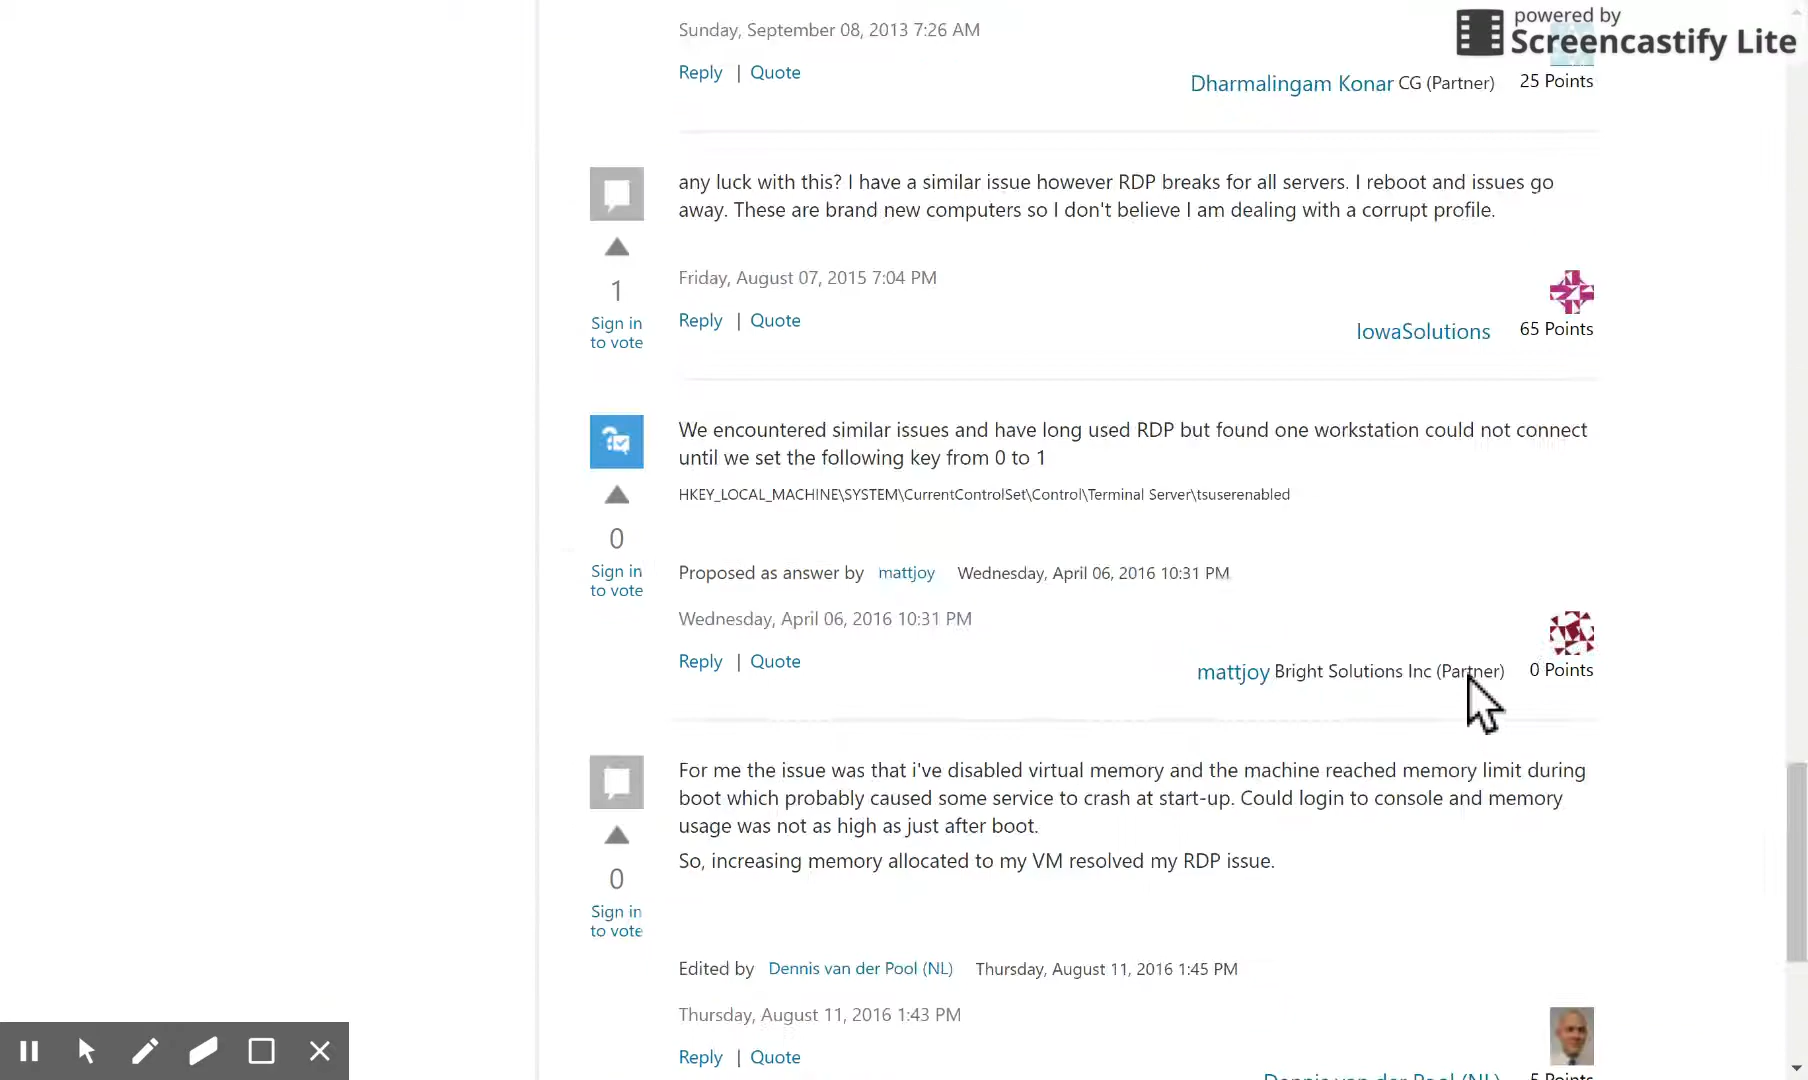 powered by
Screencastify Lite
Sunday, September 08, 2013 7:26 AM
Reply | Quote
Dharmalingam Konar CG (Partner) 25 Points
any luck with this? I have a similar issue however RDP breaks for all servers. I reboot and issues go
away. These are brand new computers so I don't believe I am dealing with a corrupt profile.
1
Sign in
to vote
Friday, August 07, 2015 7:04 PM
Reply | Quote
IowaSolutions 65 Points
We encountered similar issues and have long used RDP but found one workstation could not connect
until we set the following key from 0 to 1
HKEY_LOCAL_MACHINE\SYSTEM\CurrentControlSet\Control\Terminal Server\tsuserenabled
0
Sign in
to vote
Proposed as answer by mattjoy Wednesday, April 06, 2016 10:31 PM
Wednesday, April 06, 2016 10:31 PM
Reply | Quote
mattjoy Bright Solutions Inc (Partner) 0 Points
For me the issue was that i've disabled virtual memory and the machine reached memory limit during
boot which probably caused some service to crash at start-up. Could login to console and memory
usage was not as high as just after boot.
So, increasing memory allocated to my VM resolved my RDP issue.
0
Sign in
to vote
Edited by Dennis van der Pool (NL) Thursday, August 11, 2016 1:45 PM
Thursday, August 11, 2016 1:43 PM
Reply | Quote
Dennis van der Pool (NL) 5 Points